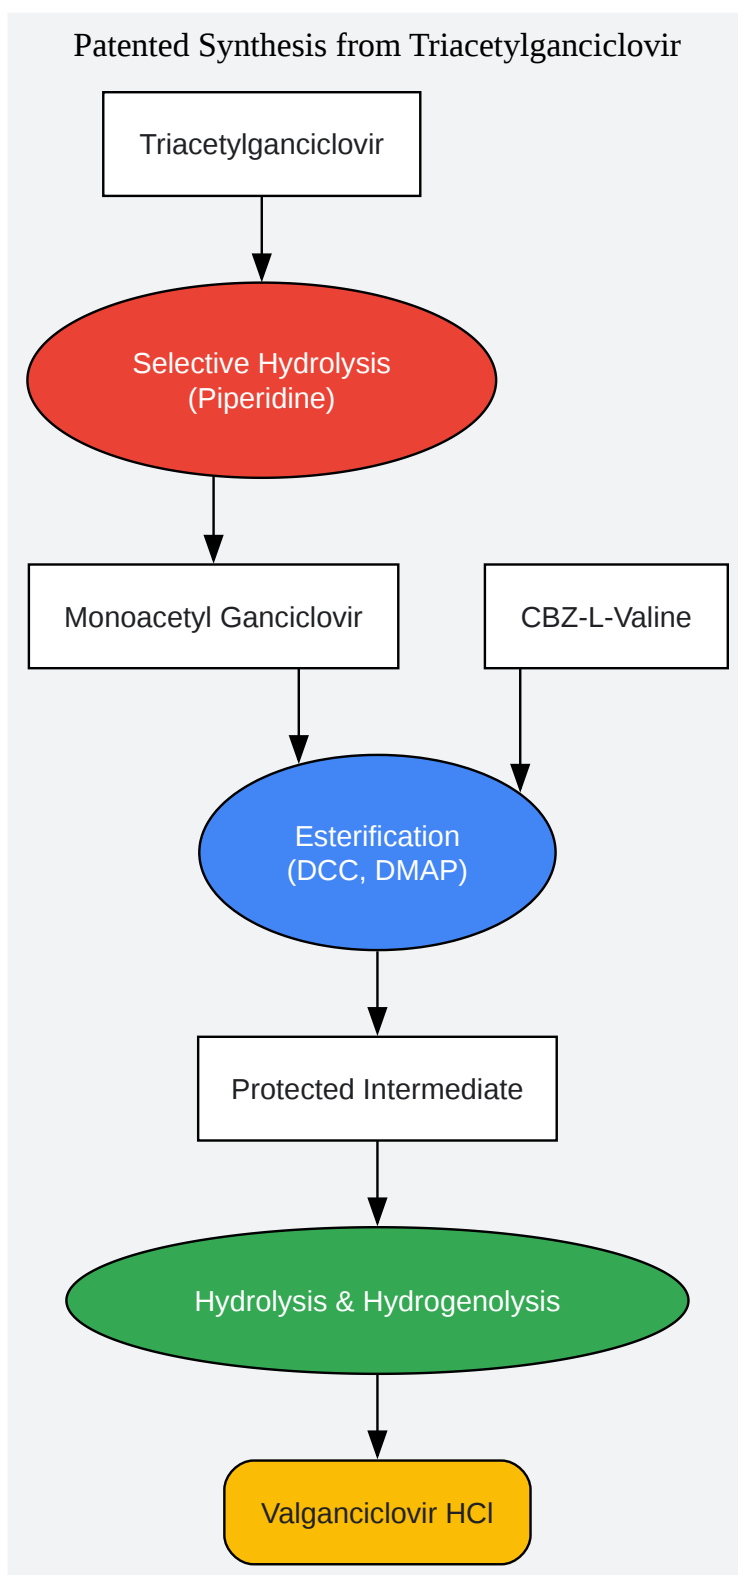 Patented Synthesis from Triacetylganciclovir
Triacetylganciclovir
Selective Hydrolysis
(Piperidine)
Monoacetyl Ganciclovir
CBZ-L-Valine
Esterification
(DCC, DMAP)
Protected Intermediate
Hydrolysis & Hydrogenolysis
Valganciclovir HCl